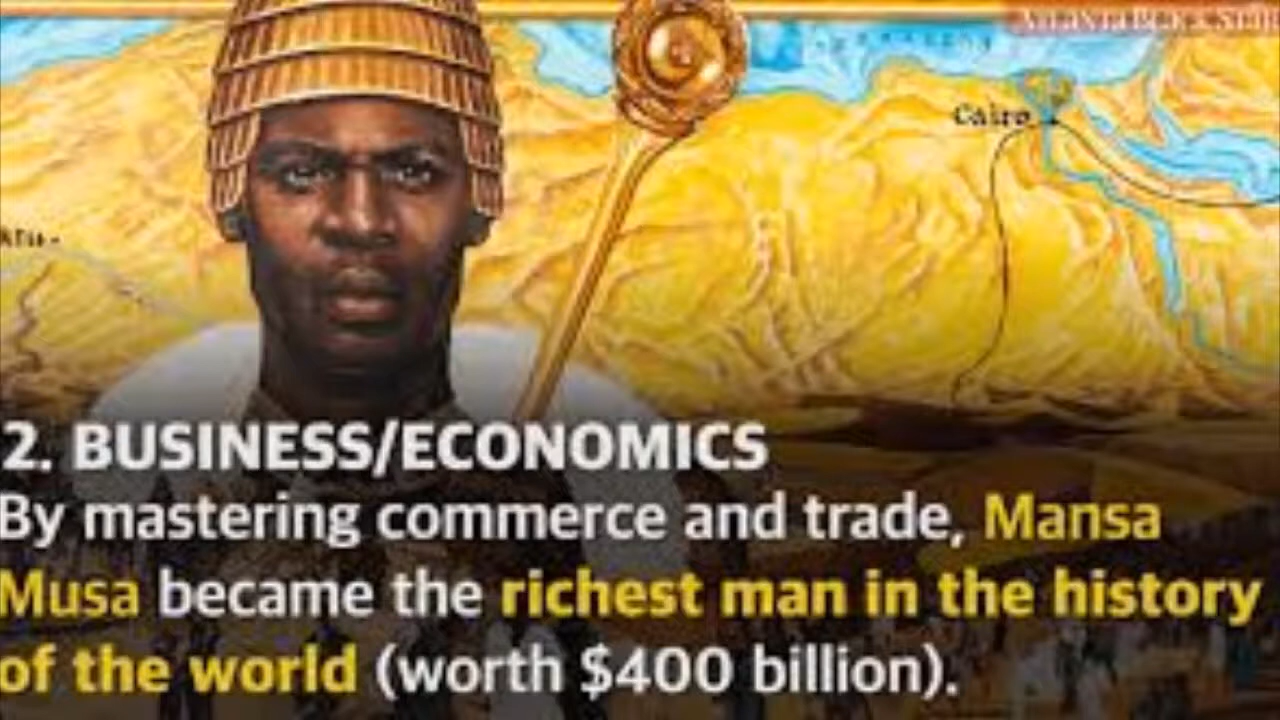 Cairo
2. BUSINESS/ECONOMICS
By mastering commerce and trade, Mansa
Musa became the richest man in the history
of the world (worth $400 billion).